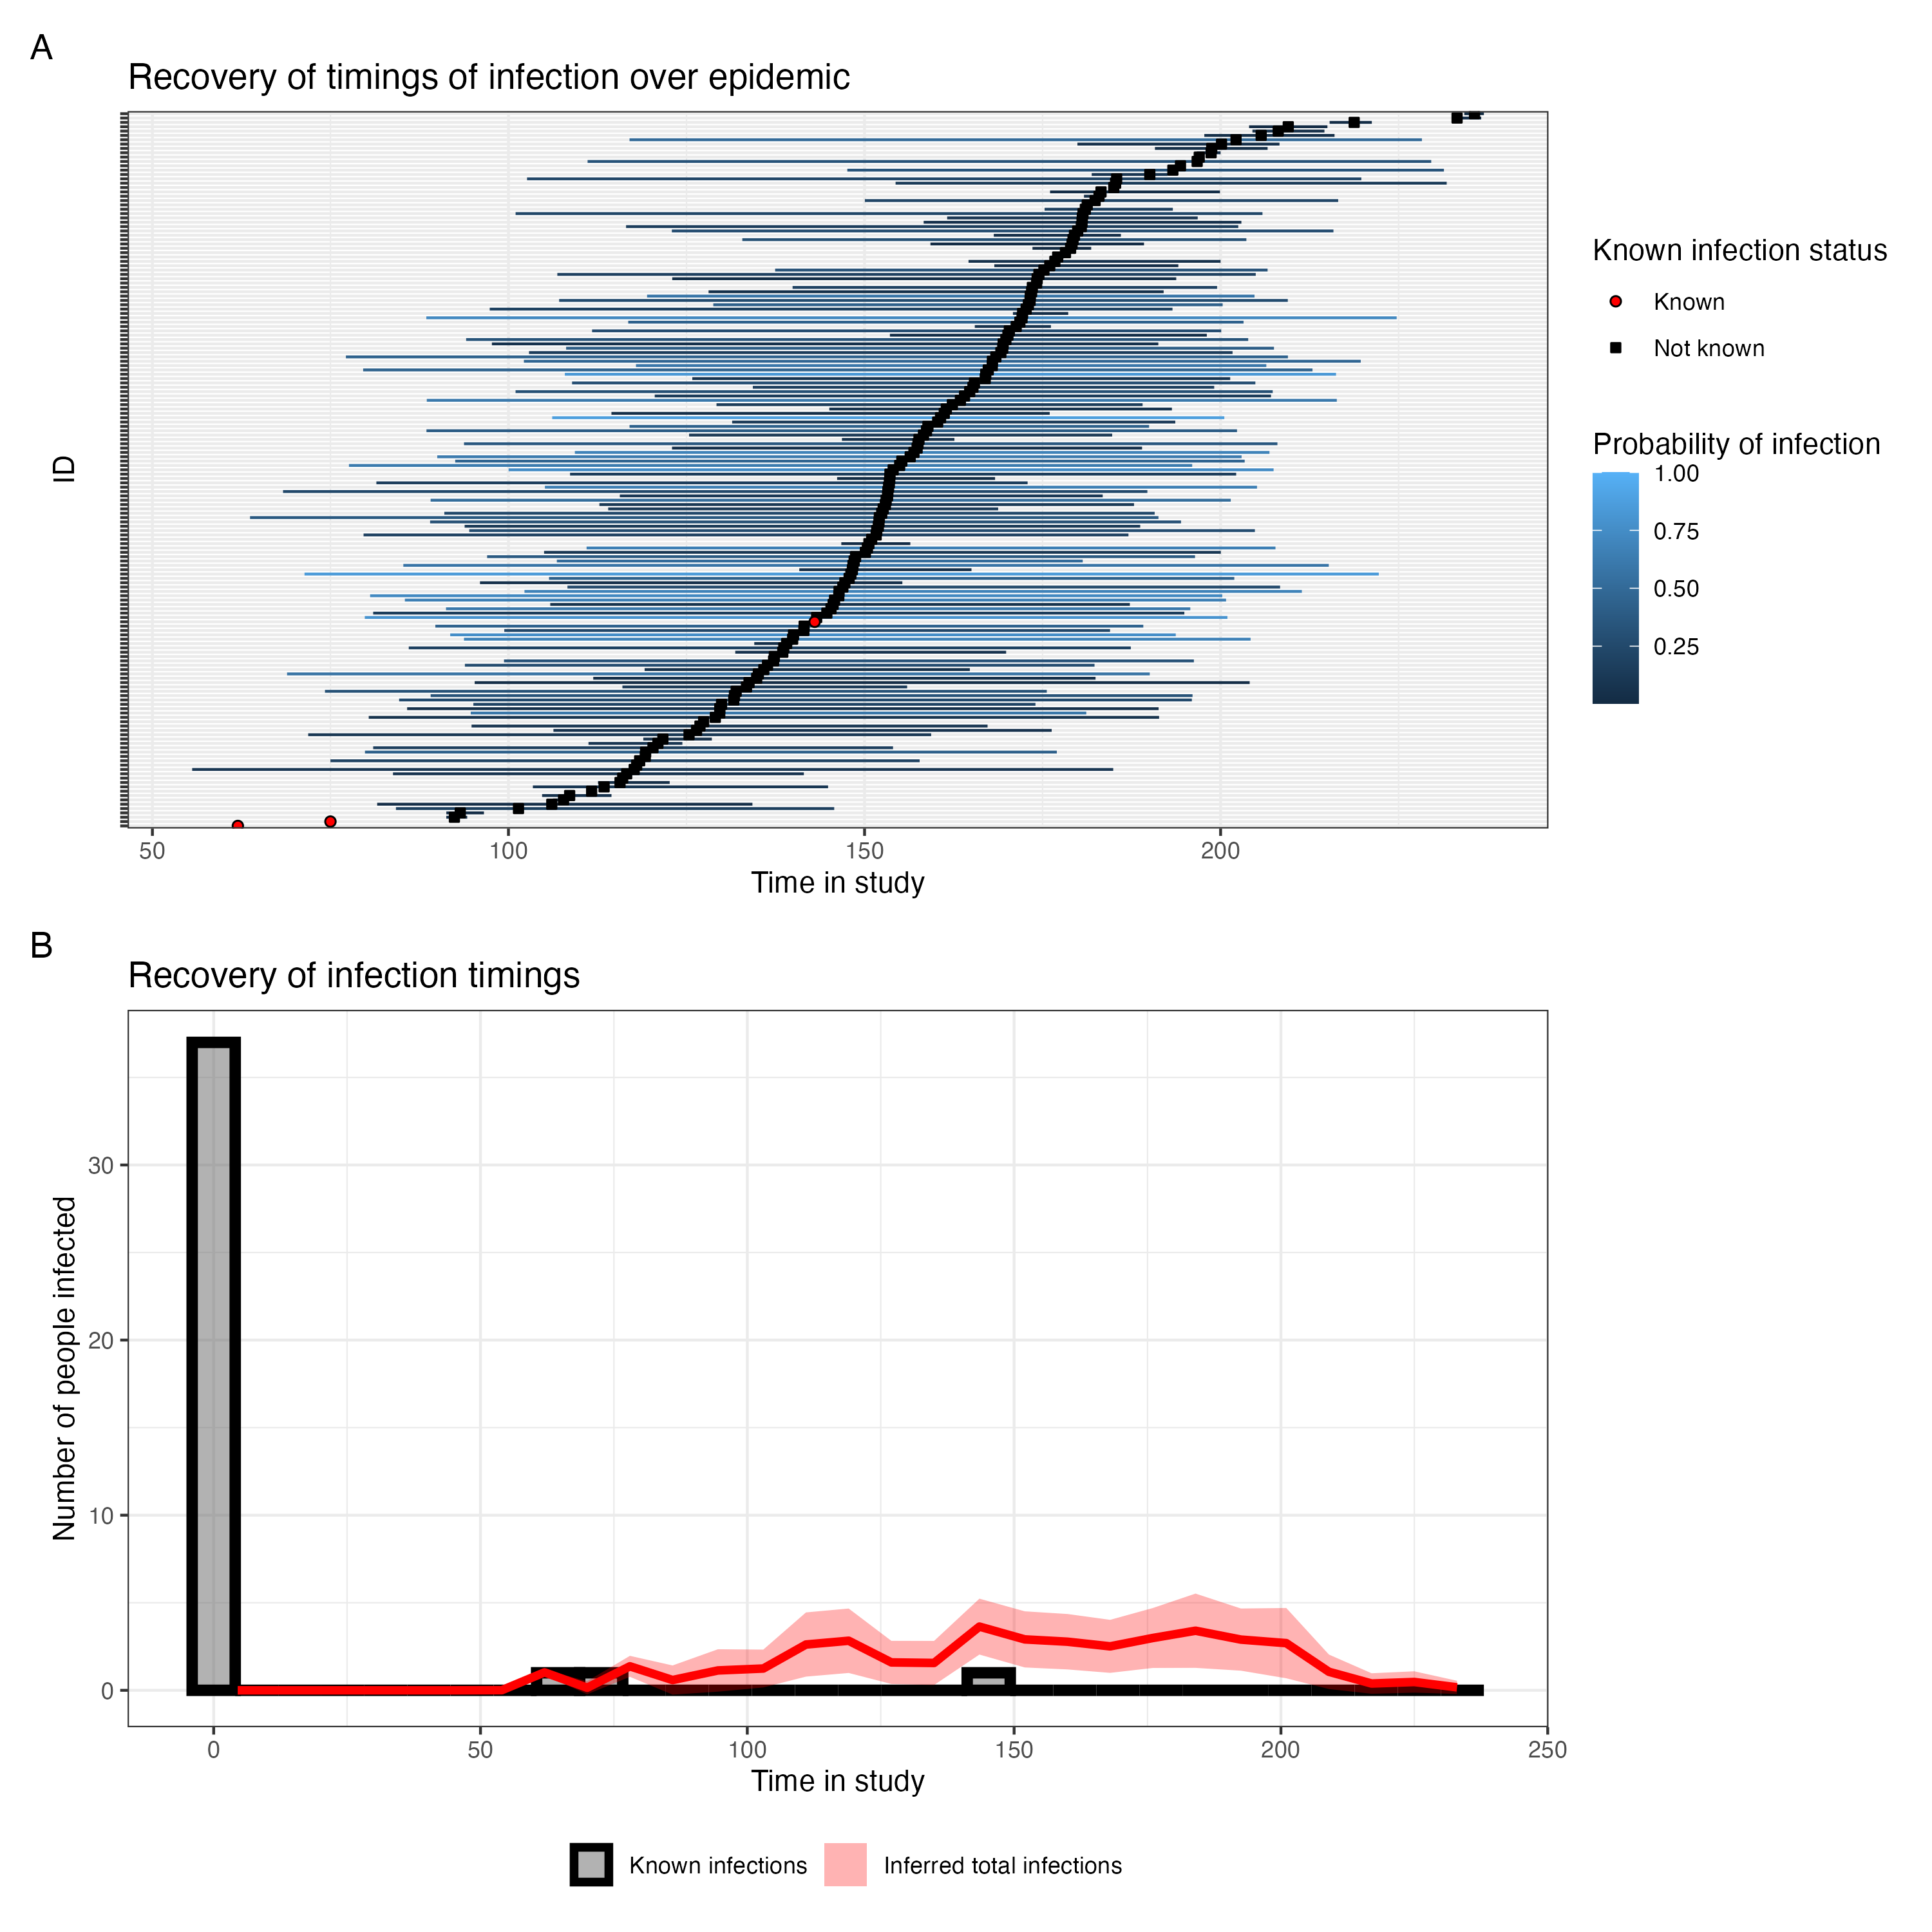 A
Recovery of timings of infection over epidemic
ID
50 100 150 200
Time in study
Known infection status
Known
Not known
Probability of infection
1.00
0.75
0.50
0.25
B
Recovery of infection timings
Number of people infected
30
20
10
0
0 50 100 150 200 250
Time in study
Known infections Inferred total infections